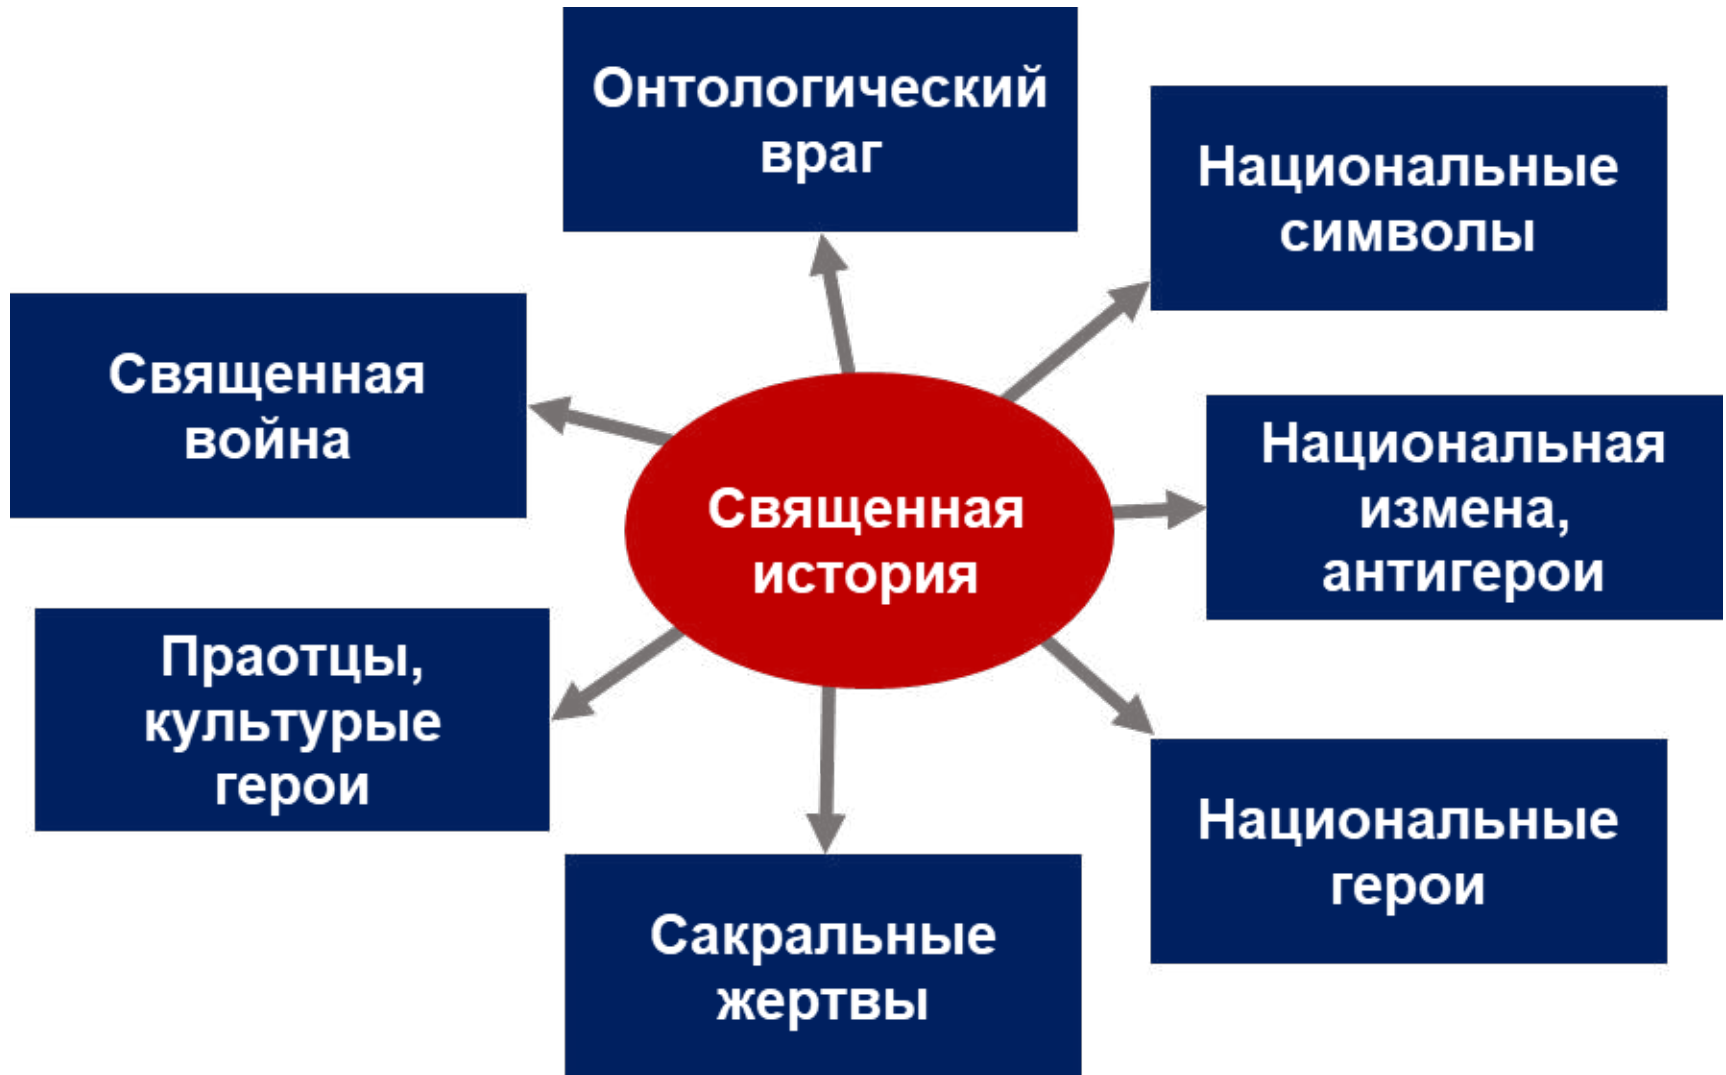 Онтологический
враг
Национальные
символы
Священная
война
Национальная
измена,
антигерои
Священная
история
Праотцы,
культурые
герои
Национальные
герои
Сакральные
жертвы